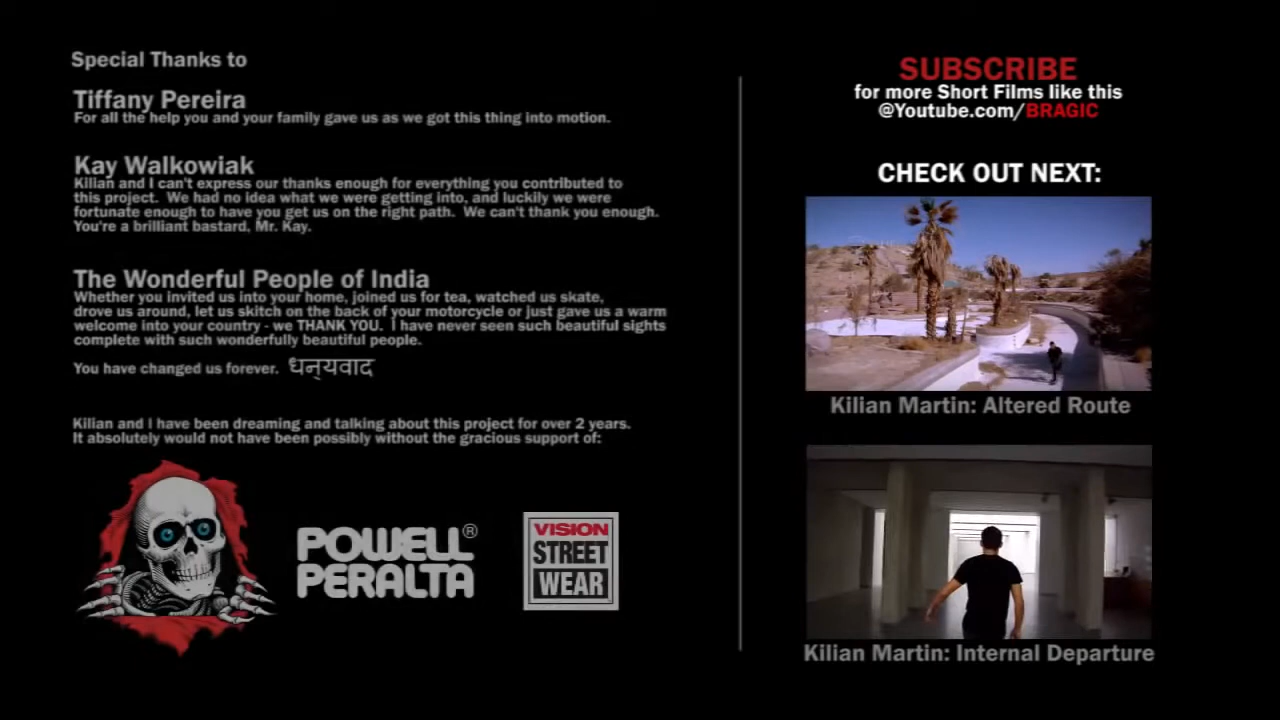 Special Thanks to
Tiffany Pereira
For all the help you and your family gave us as we got this thing into motion.
Kay Walkowiak
Kilian and I can't express our thanks enough for everything you contributed to
this project. We had no idea what we were getting into, and luckily we were
fortunate enough to have you get us on the right path. We can't thank you enough.
You're a brilliant bastard, Mr. Kay.
The Wonderful People of India
Whether you invited us into your home, joined us for tea, watched us skate,
drove us around, let us skitch on the back of your motorcycle or just gave us a warm
welcome into your country - we THANK YOU. I have never seen such beautiful sights
complete with such wonderfully beautiful people.
You have changed us forever. धन्‌यवाद
Kilian and I have been dreaming and talking about this project for over 2 years.
It absolutely would not have been possibly without the gracious support of:
POWELL®
PERALTA
VISION
STREET
WEAR
SUBSCRIBE
for more Short Films like this
@Youtube.com/BRAGIC
CHECK OUT NEXT:
Kilian Martin: Altered Route
Kilian Martin: Internal Departure